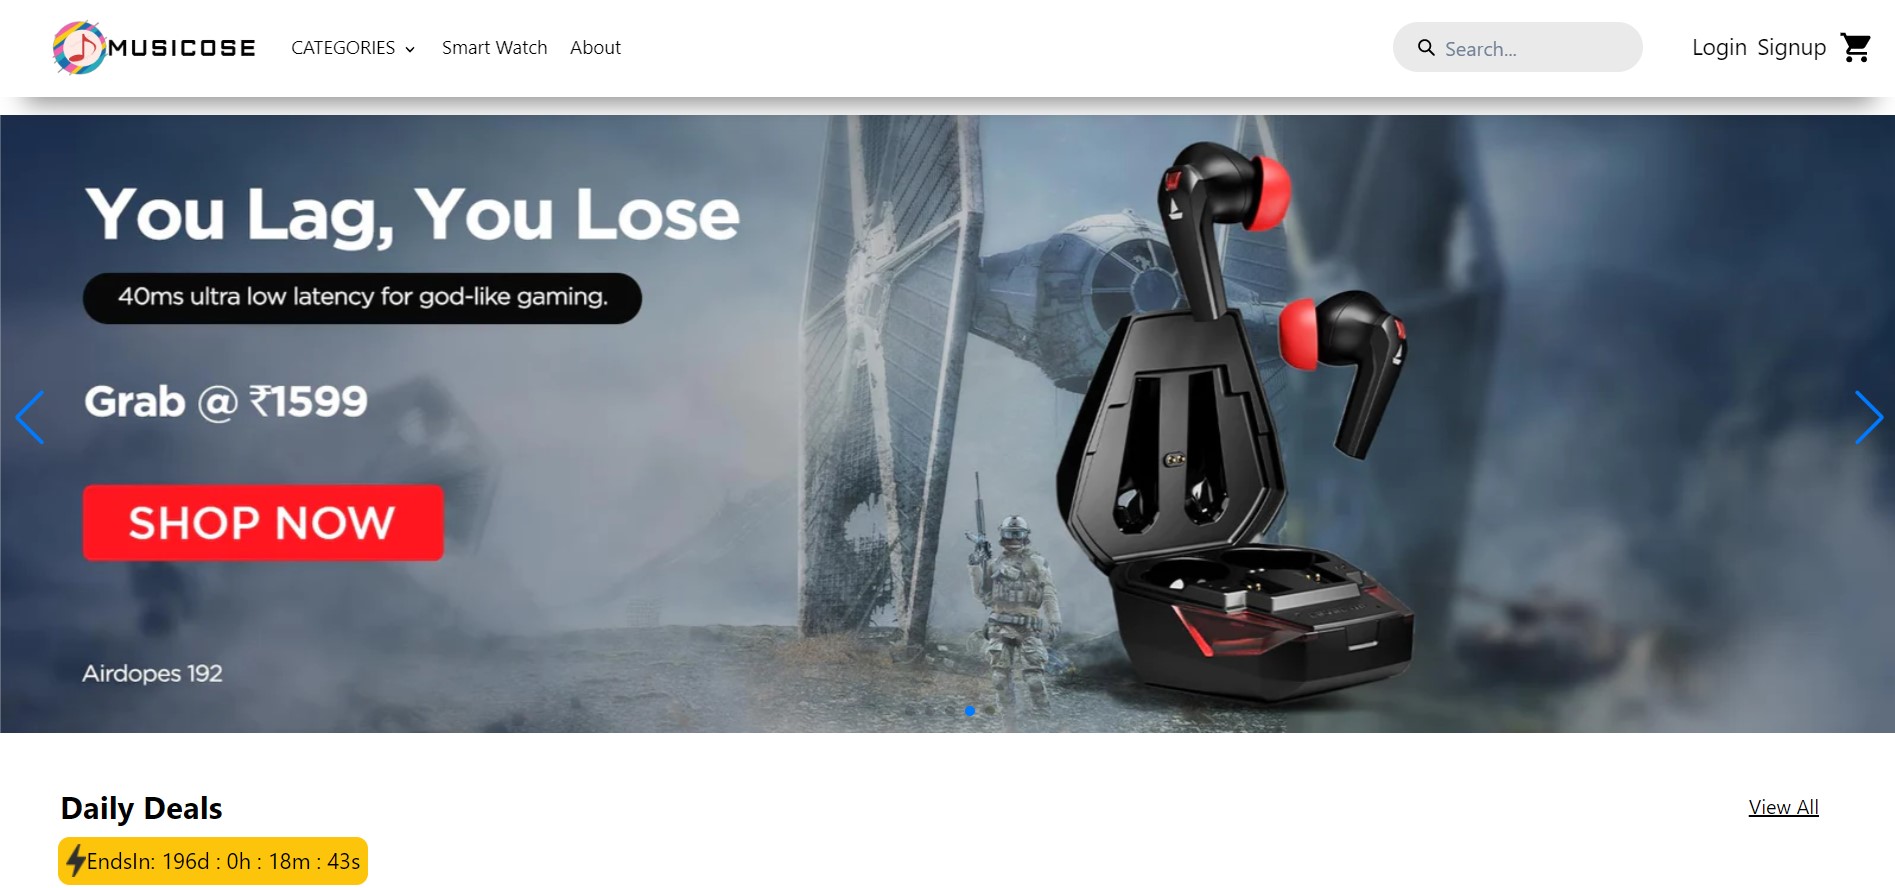 MUSICOSE
CATEGORIES
Smart Watch
About
Search...
Login
Signup
You Lag, You Lose
40ms ultra low latency for god-like gaming.
Grab @ ₹1599
SHOP NOW
Airdopes 192
Daily Deals
View All
EndsIn: 196d : 0h : 18m : 43s